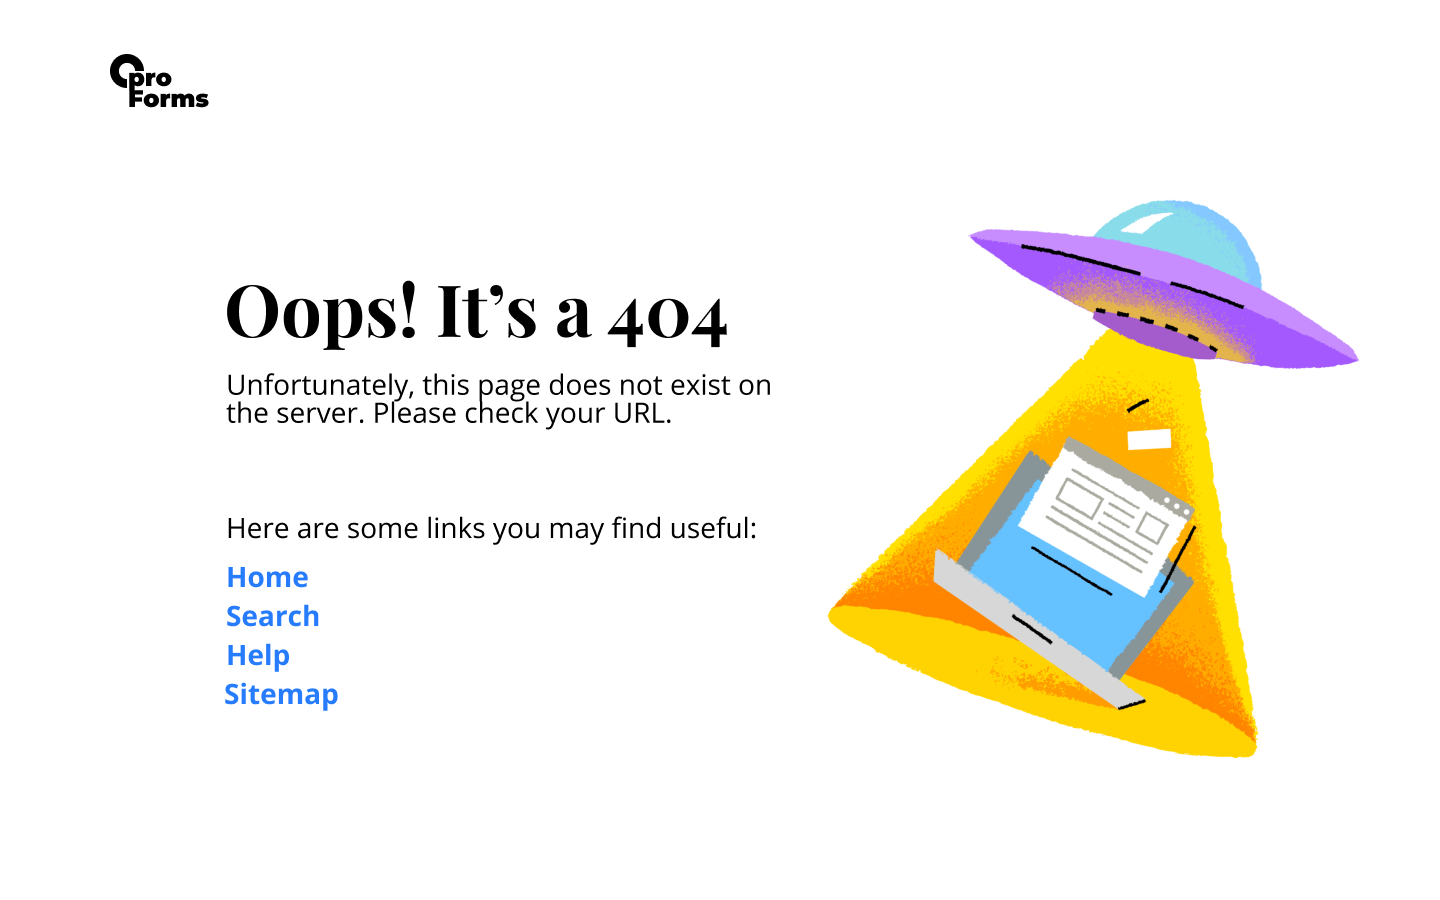 pro
Forms
Oops! It’s a 404
Unfortunately, this page does not exist on
the server. Please check your URL.
Here are some links you may find useful:
Home
Search
Help
Sitemap